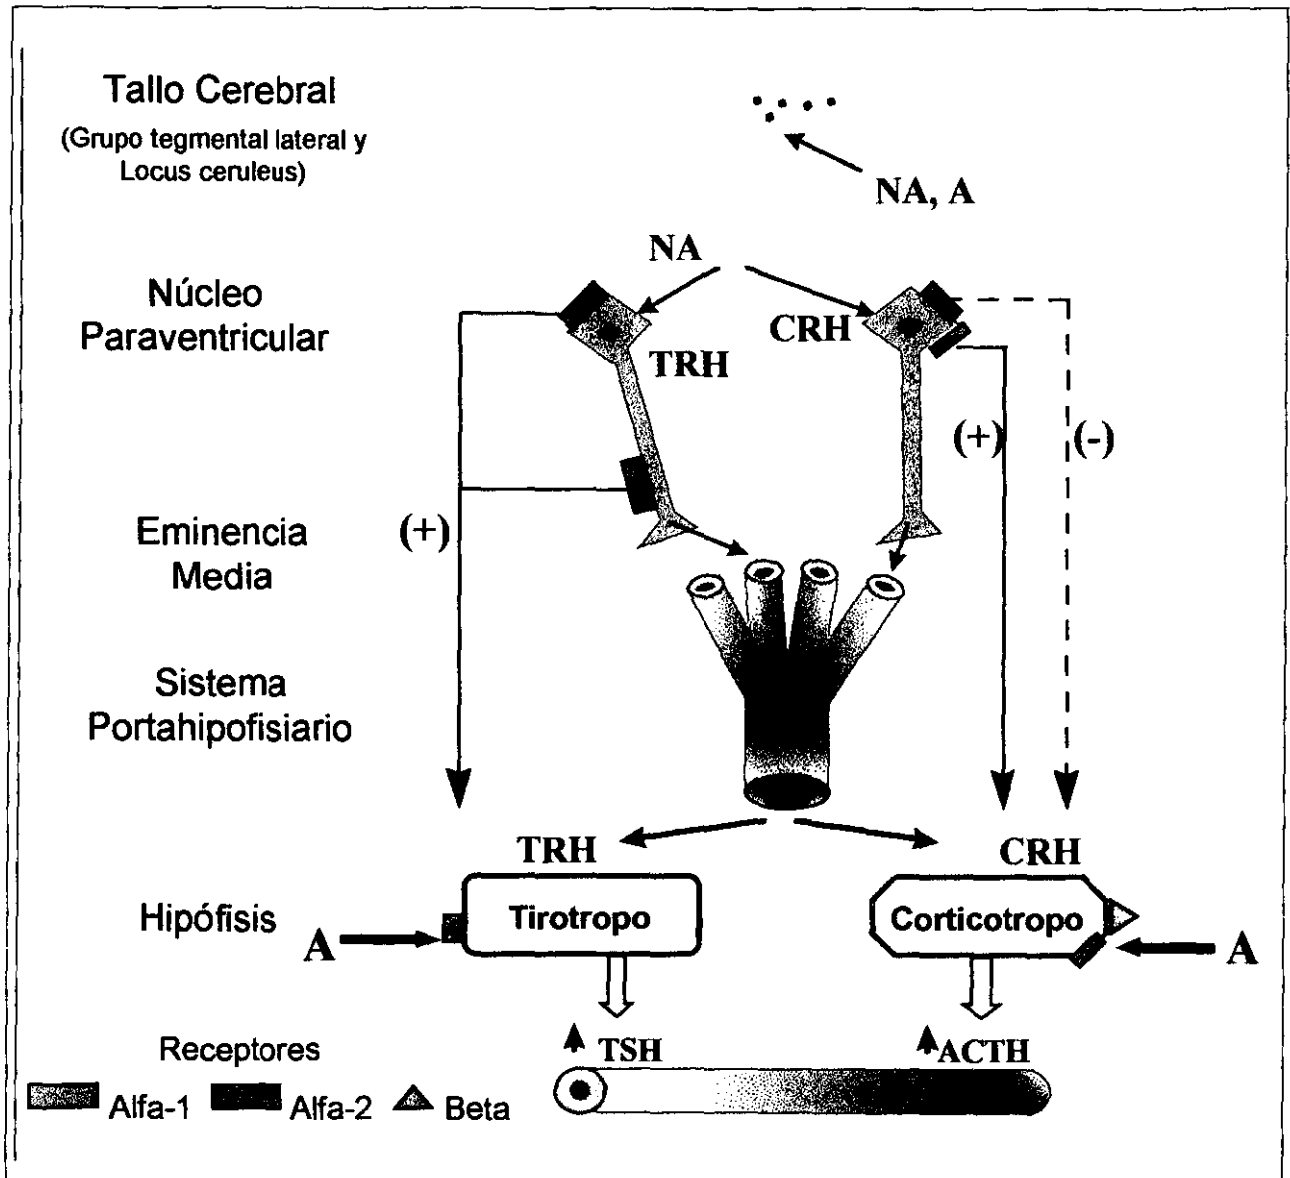 Tallo Cerebral
(Grupo tegmental lateral y
Locus ceruleus)
NA, A
NA
Núcleo
Paraventricular
TRH
CRH
(+)
(-)
(+)
Eminencia
Media
Sistema
Portahipofisiario
TRH
CRH
Hipófisis
A
Tirotropo
Corticotropo
A
TSH
ACTH
Receptores
Alfa-1
Alfa-2
Beta